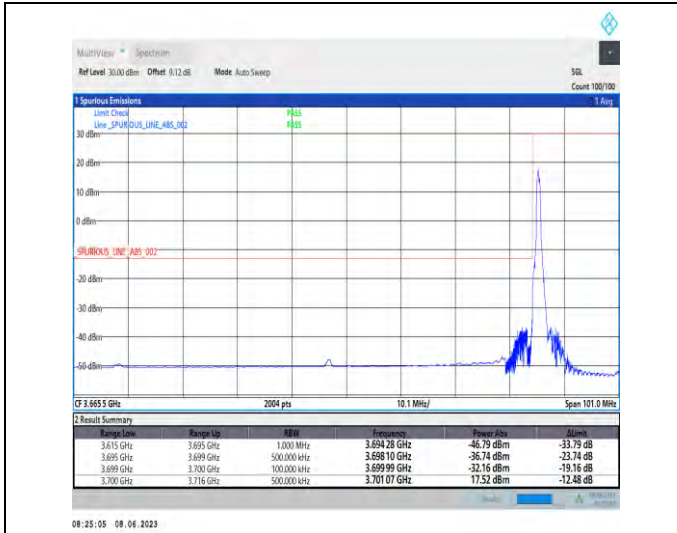 MultiView Spectrum
Ref Level 30.00 dBm Offset 9.12 dB Mode Auto Sweep SGL
Count 100/100
1 Spurious Emissions 1 Avg
Limit Check PASS
Line _SPURIOUS_LINE_ABS_002 PASS
30 dBm
20 dBm
10 dBm
0 dBm
SPURIOUS_LINE_ABS_002
-20 dBm
-30 dBm
-40 dBm
-50 dBm
CF 3.665 5 GHz 2004 pts 10.1 MHz/ Span 101.0 MHz
2 Result Summary
Range Low Range Up RBW Frequency Power Abs ΔLimit
3.615 GHz 3.695 GHz 1.000 MHz 3.694 28 GHz -46.79 dBm -33.79 dB
3.695 GHz 3.699 GHz 500.000 kHz 3.698 10 GHz -36.74 dBm -23.74 dB
3.699 GHz 3.700 GHz 100.000 kHz 3.699 99 GHz -32.16 dBm -19.16 dB
3.700 GHz 3.716 GHz 500.000 kHz 3.701 07 GHz 17.52 dBm -12.48 dB
08:25:05 08.06.2023